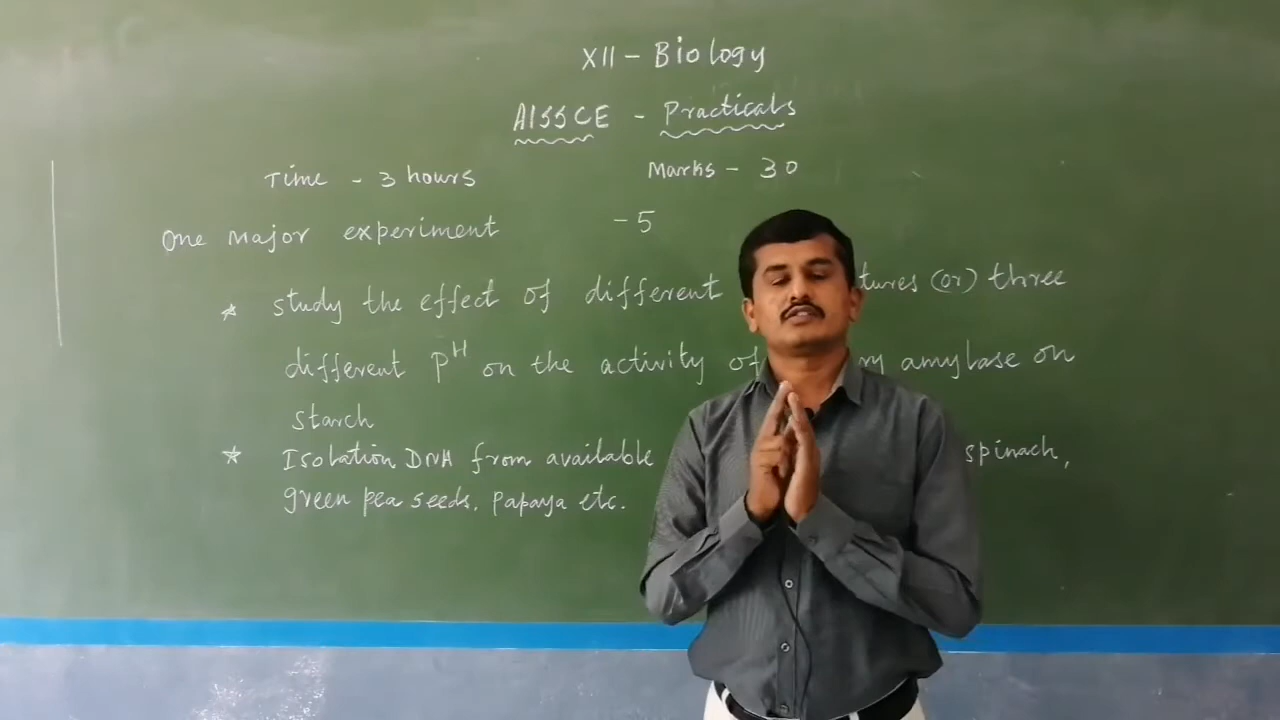 XII - Biology
AISSCE - Practicals
Time - 3 hours Marks - 30
One Major experiment - 5
* study the effect of different tures (or) three
different pH on the activity of ry amylase on
starch
* Isolation DNA from available spinach,
green pea seeds, Papaya etc.